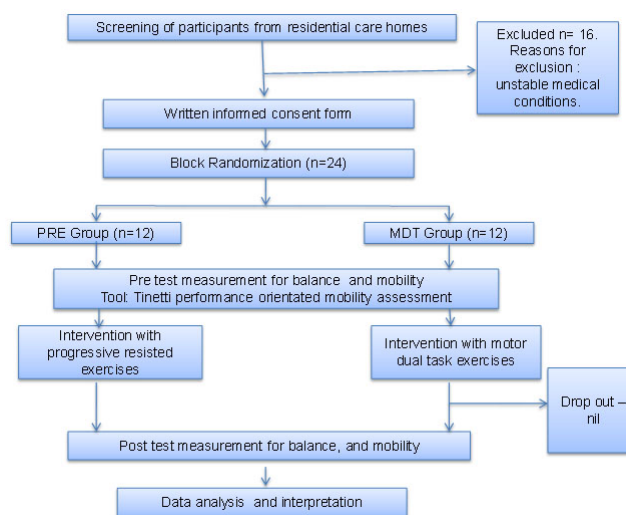 Screening of participants from residential care homes
Excluded n= 16.
Reasons for
exclusion :
unstable medical
conditions.
Written informed consent form
Block Randomization (n=24)
PRE Group (n=12)
MDT Group (n=12)
Pre test measurement for balance and mobility
Tool: Tinetti performance orientated mobility assessment
Intervention with
progressive resisted
exercises
Intervention with motor
dual task exercises
Drop out –
nil
Post test measurement for balance, and mobility
Data analysis and interpretation